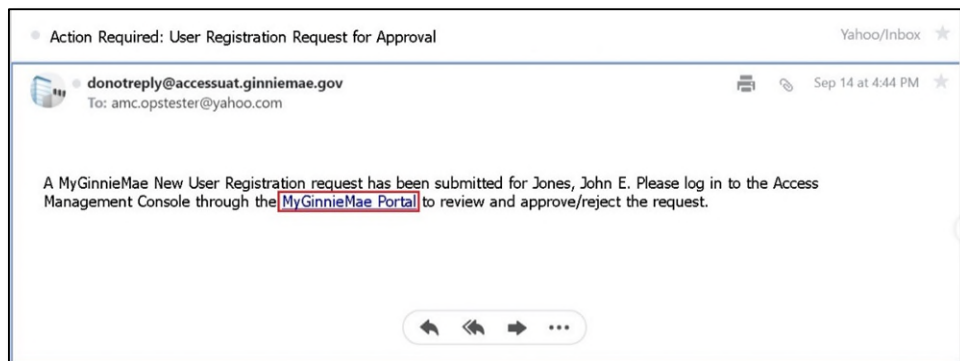 Action Required: User Registration Request for Approval
Yahoo/Inbox
donotreply@accessuat.ginniemae.gov
Sep 14 at 4:44 PM
To: amc.opstester@yahoo.com
A MyGinnieMae New User Registration request has been submitted for Jones, John E. Please log in to the Access
Management Console through the MyGinnieMae Portal to review and approve/reject the request.